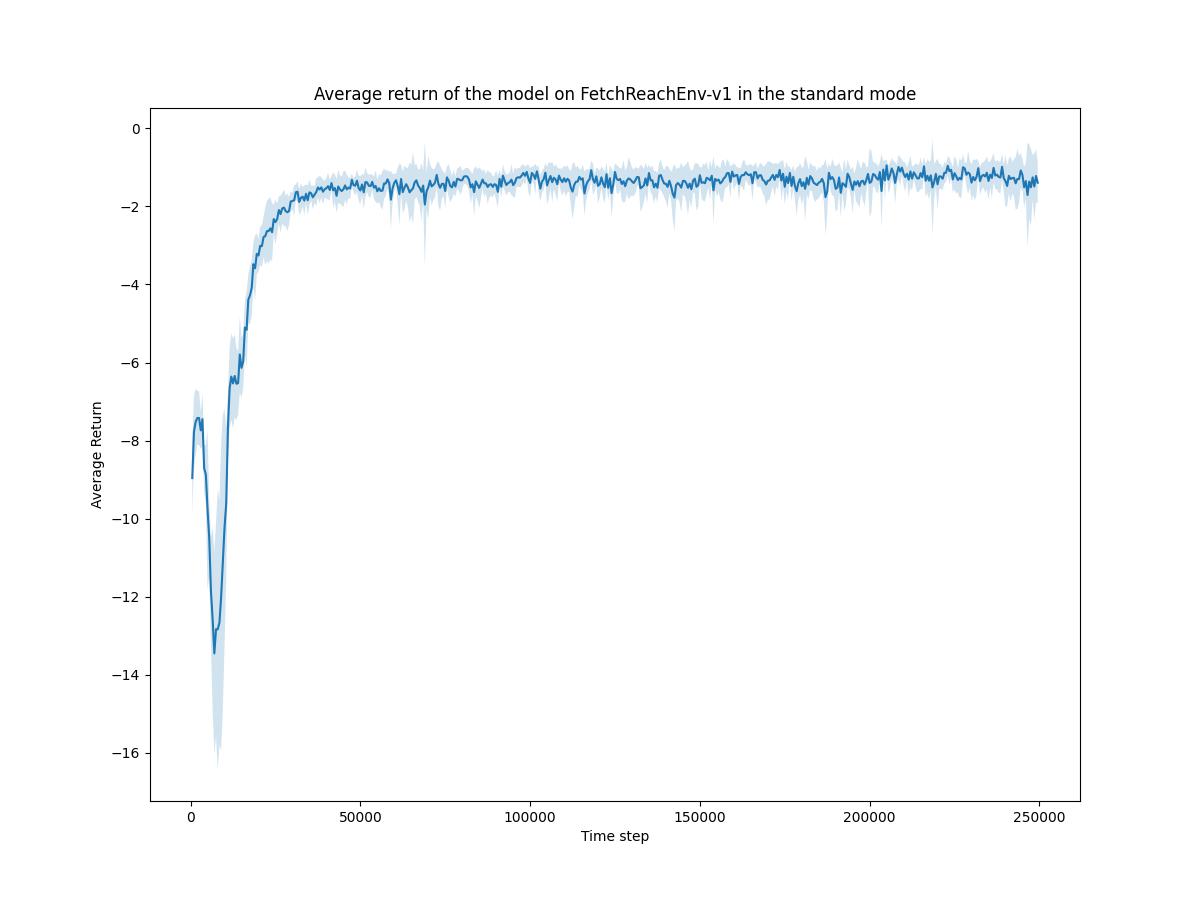 Average return of the model on FetchReachEnv-v1 in the standard mode
0
−2
−4
−6
−8
−10
−12
−14
−16
Average Return
0 50000 100000 150000 200000 250000
Time step